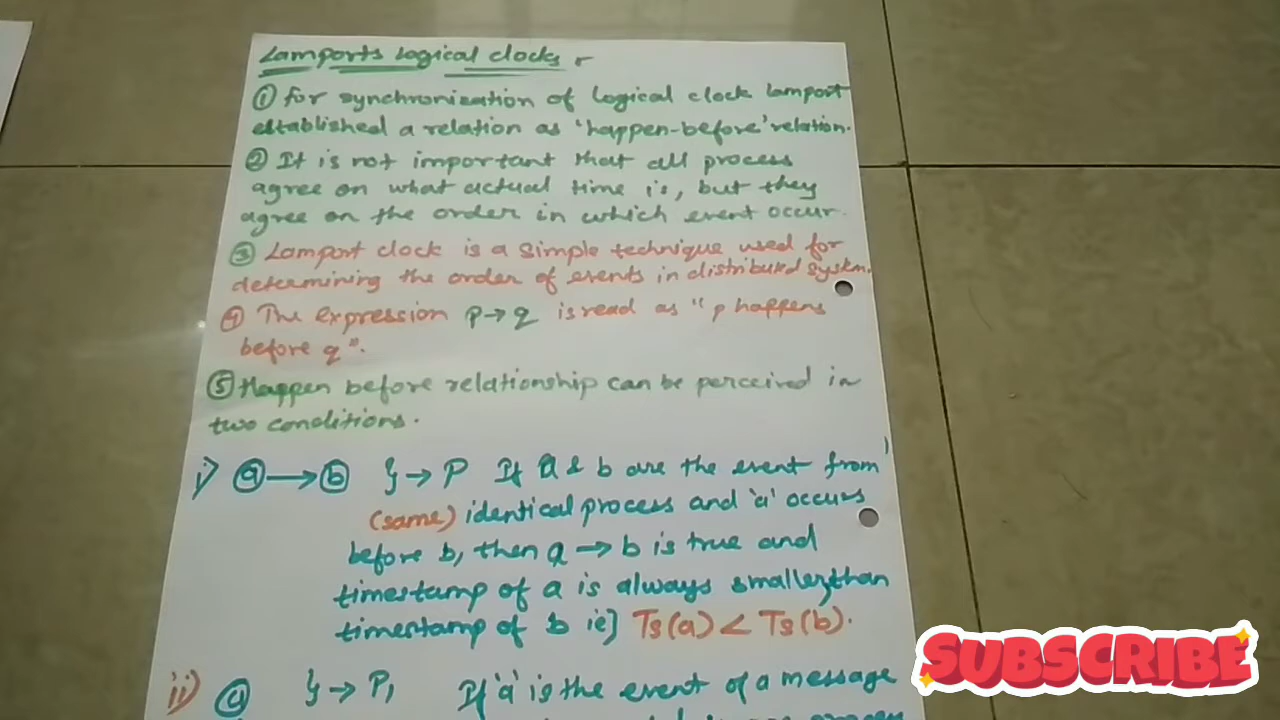 Lamports Logical clocks
① For synchronization of logical clock lamport
established a relation as 'happen-before' relation.
② It is not important that all process
agree on what actual time is, but they
agree on the order in which event occur.
③ Lamport clock is a simple technique used for
determining the order of events in distributed system.
④ The expression p→q is read as "p happens
before q".
⑤ Happen before relationship can be perceived in
two conditions.
i) ⓐ→ⓑ }→P If a & b are the event from
(same) identical process and 'a' occurs
before b, then a→b is true and
timestamp of a is always smaller than
timestamp of b ie] Ts(a) < Ts(b).
ii) ⓐ }→P₁ If 'a' is the event of a message
process
SUBSCRIBE